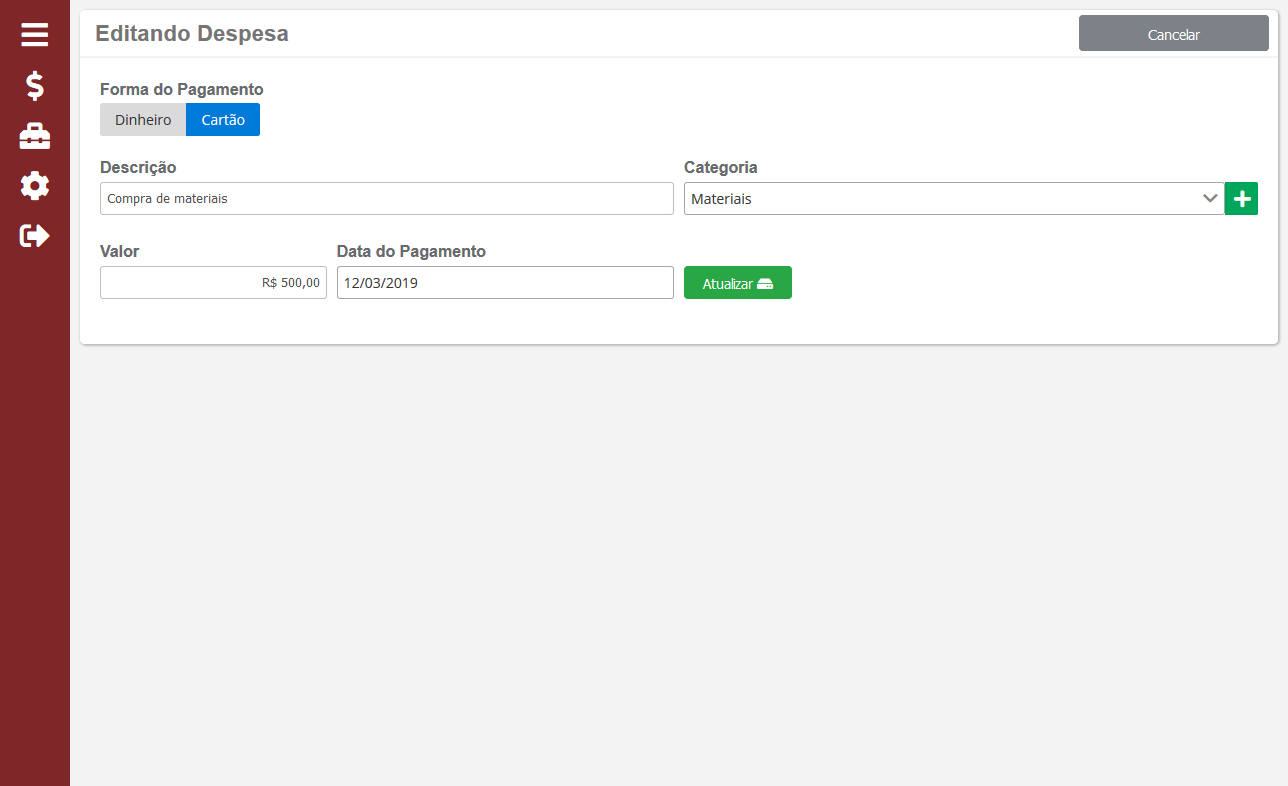 Editando Despesa
Cancelar
Forma do Pagamento
Dinheiro Cartão
Descrição Categoria
Compra de materiais Materiais
Valor Data do Pagamento
R$ 500,00 12/03/2019 Atualizar